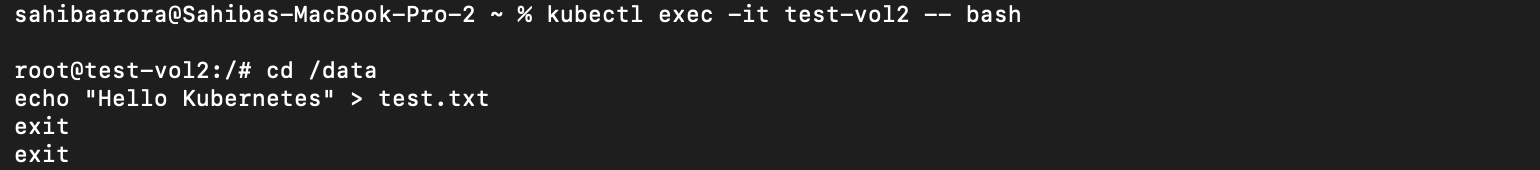 sahibaarora@Sahibas-MacBook-Pro-2 ~ % kubectl exec -it test-vol2 -- bash
root@test-vol2:/# cd /data
echo "Hello Kubernetes" > test.txt
exit
exit